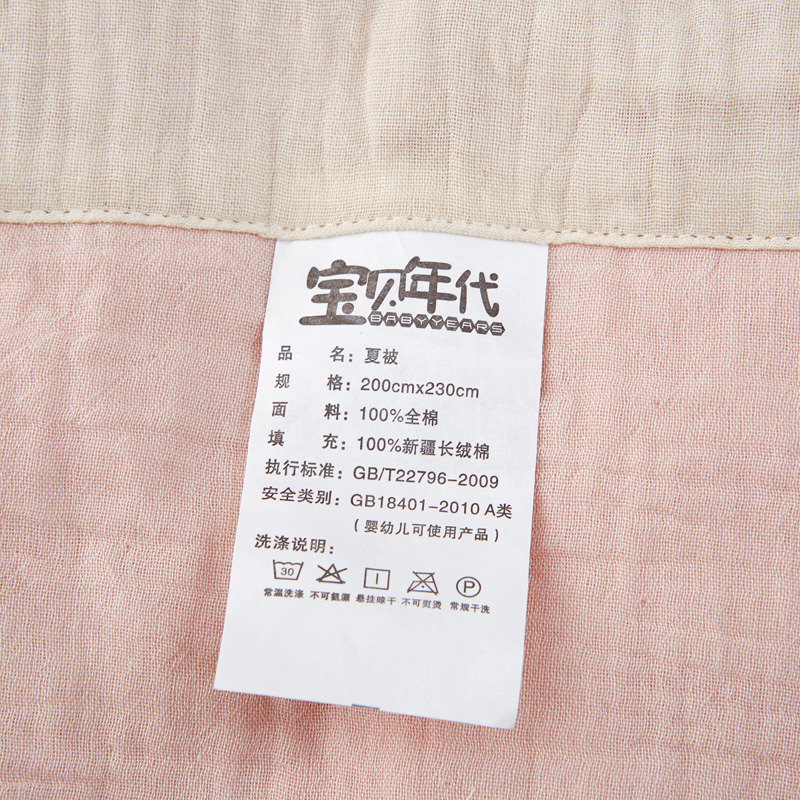 宝贝年代
BABYYEARS
品 名：夏被
规 格：200cmx230cm
面 料：100%全棉
填 充：100%新疆长绒棉
执行标准：GB/T22796-2009
安全类别：GB18401-2010 A类
（婴幼儿可使用产品）
洗涤说明：
30 P
常温洗涤 不可氨漂 悬挂晾干 不可熨烫 常规干洗